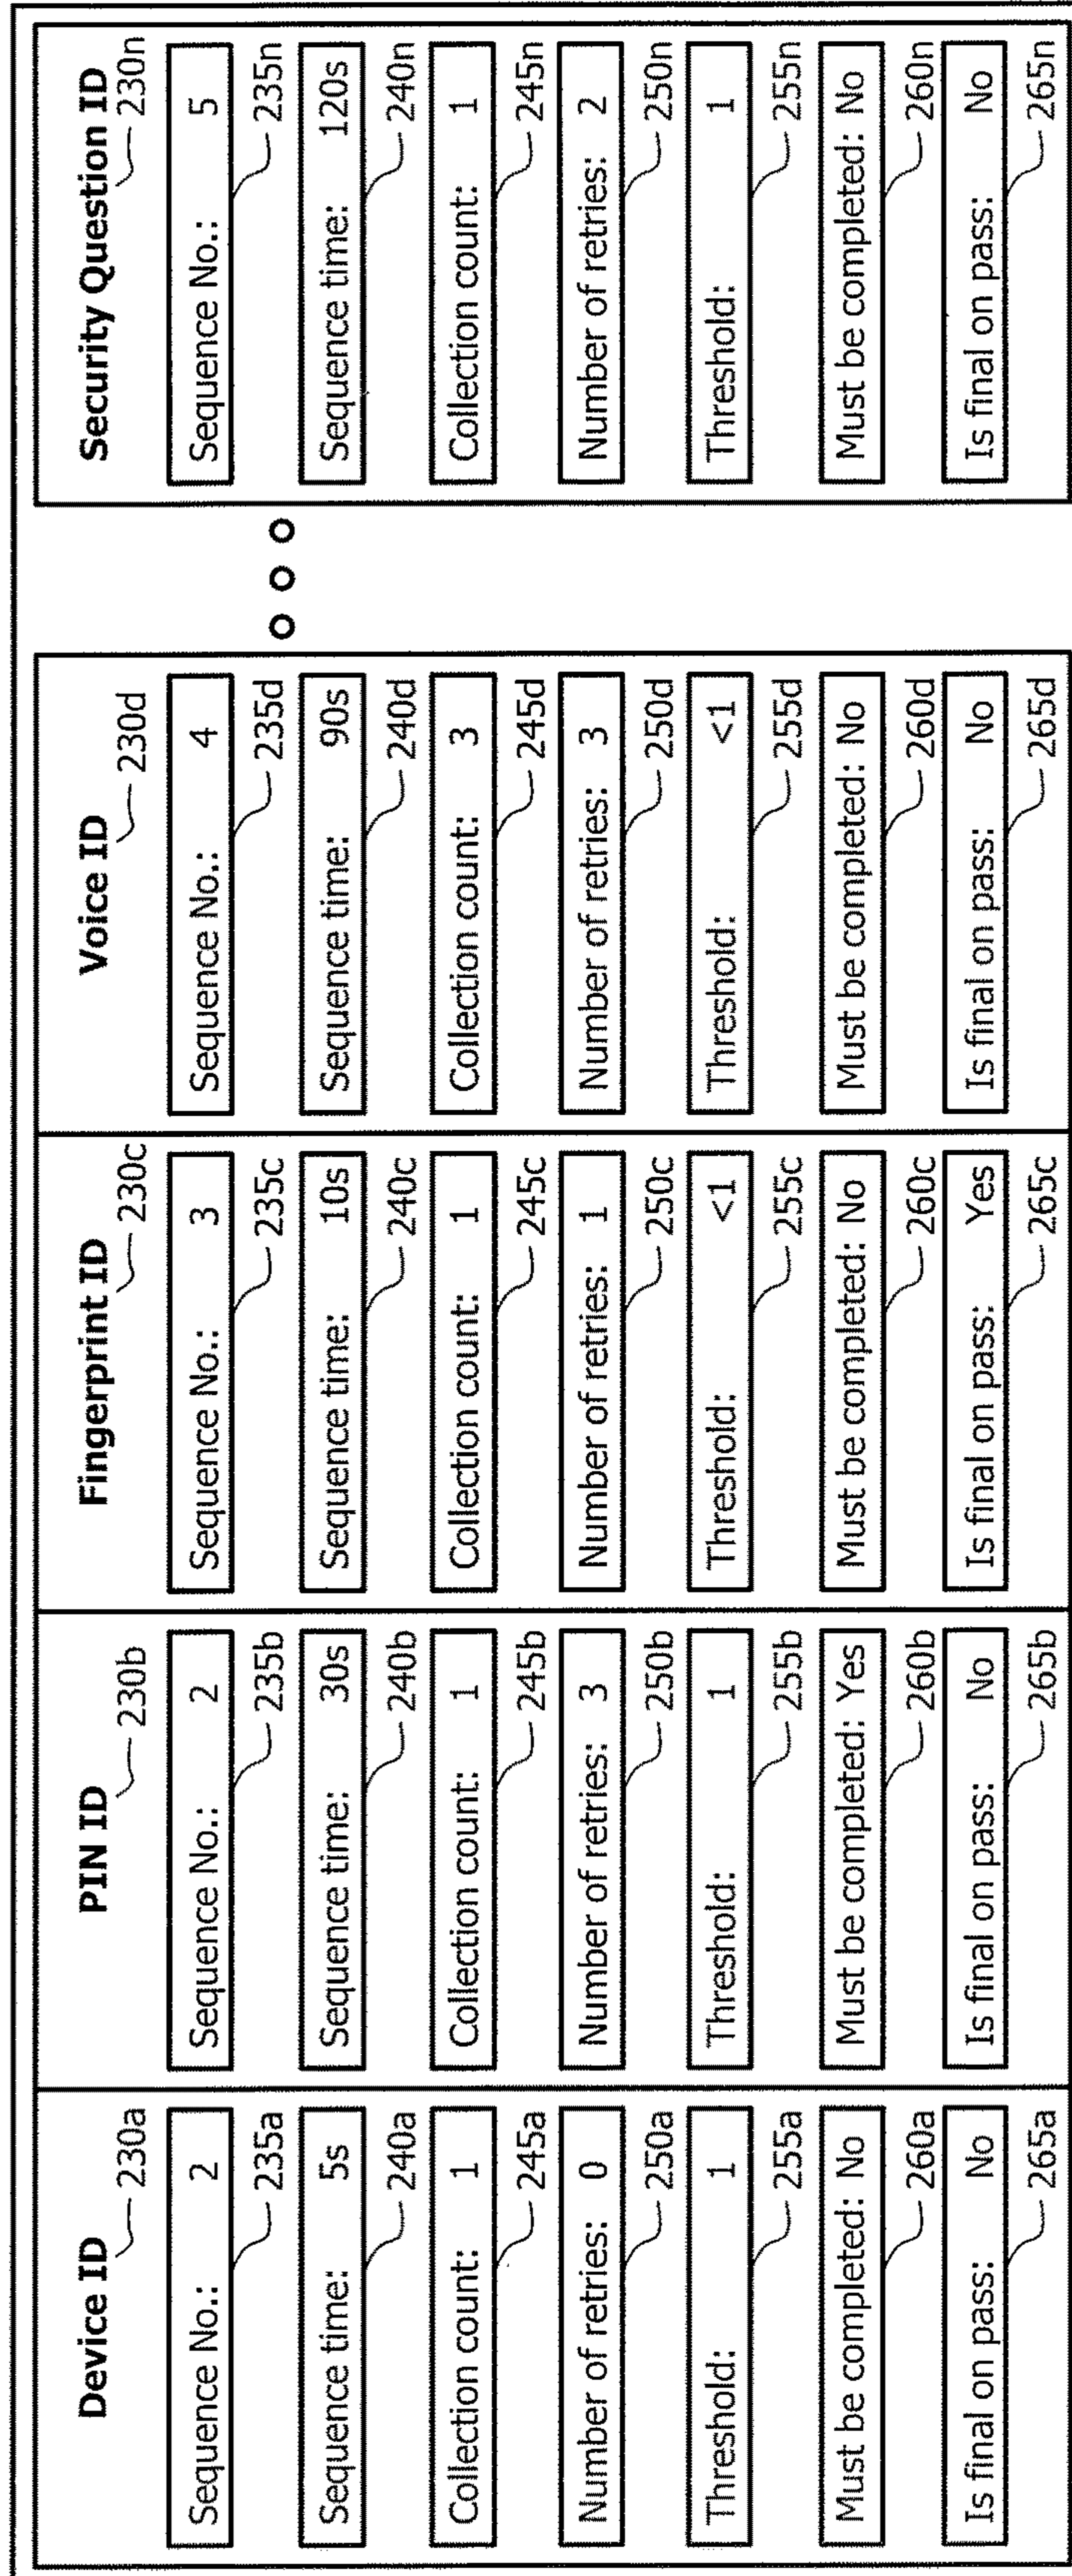 Device ID
230a
Sequence No.: 2
235a
Sequence time: 5s
240a
Collection count: 1
245a
Number of retries: 0
250a
Threshold: 1
255a
Must be completed: No
260a
Is final on pass: No
265a
PIN ID
230b
Sequence No.: 2
235b
Sequence time: 30s
240b
Collection count: 1
245b
Number of retries: 3
250b
Threshold: 1
255b
Must be completed: Yes
260b
Is final on pass: No
265b
Fingerprint ID
230c
Sequence No.: 3
235c
Sequence time: 10s
240c
Collection count: 1
245c
Number of retries: 1
250c
Threshold: <1
255c
Must be completed: No
260c
Is final on pass: Yes
265c
Voice ID
230d
Sequence No.: 4
235d
Sequence time: 90s
240d
Collection count: 3
245d
Number of retries: 3
250d
Threshold: <1
255d
Must be completed: No
260d
Is final on pass: No
265d
Security Question ID
230n
Sequence No.: 5
235n
Sequence time: 120s
240n
Collection count: 1
245n
Number of retries: 2
250n
Threshold: 1
255n
Must be completed: No
260n
Is final on pass: No
265n